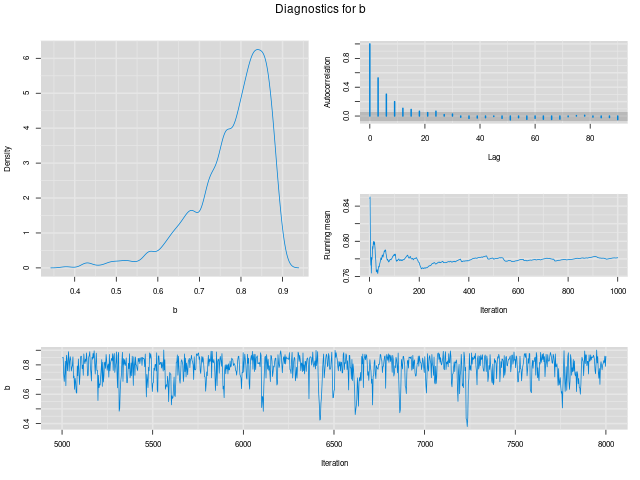 Diagnostics for b
Density
0 1 2 3 4 5 6
0.4 0.5 0.6 0.7 0.8 0.9
b
Autocorrelation
0.0 0.4 0.8
0 20 40 60 80
Lag
Running mean
0.76 0.80 0.84
0 200 400 600 800 1000
Iteration
b
0.4 0.6 0.8
5000 5500 6000 6500 7000 7500 8000
Iteration